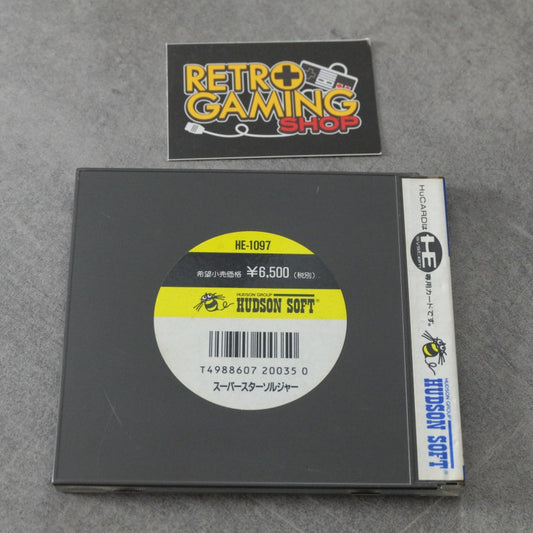 RETRO
GAMING
SHOP
HE-1097
希望小売価格 ¥6,500 (税別)
HUDSON GROUP
HUDSON SOFT®
T4988607 20035 0
スーパースターソルジャー
HuCARDは
HE
SYSTEM
専用カードです。
HUDSON GROUP
HUDSON SOFT